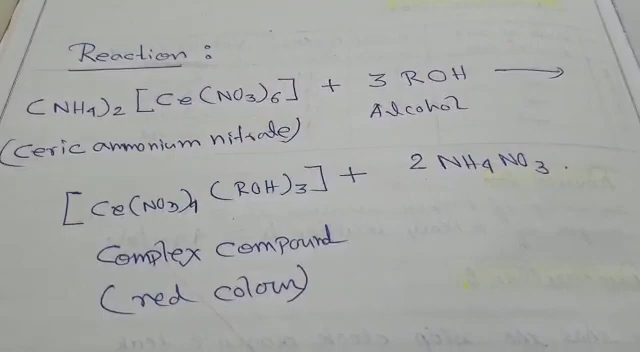 Reaction :
(NH4)2 [Ce(NO3)6] + 3 ROH ⟶
Alcohol
(Ceric ammonium nitrate)
[Ce(NO3)4 (ROH)3] + 2 NH4NO3.
Complex compound
(red colour)